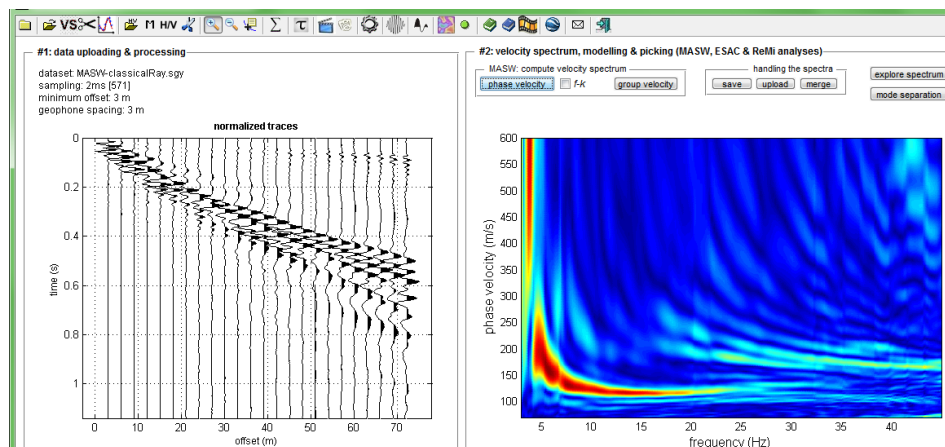 VS
M H/V
Σ τ
#1: data uploading & processing
dataset: MASW-classicalRay.sgy
sampling: 2ms [571]
minimum offset: 3 m
geophone spacing: 3 m
normalized traces
0
0.2
0.4
0.6
0.8
1
time (s)
0 10 20 30 40 50 60 70
offset (m)
#2: velocity spectrum, modelling & picking (MASW, ESAC & ReMi analyses)
MASW: compute velocity spectrum
phase velocity f-k group velocity
handling the spectra
save upload merge
explore spectrum
mode separation
600
550
500
450
400
350
300
250
200
150
100
phase velocity (m/s)
5 10 15 20 25 30 35 40
frequency (Hz)